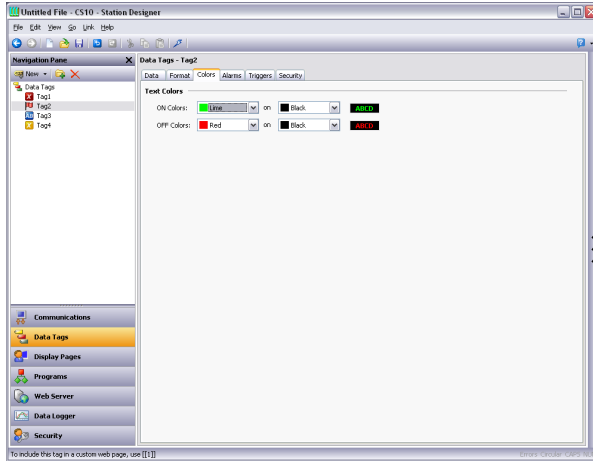 Untitled File - CS10 - Station Designer
File Edit View Go Link Help
Navigation Pane
New
Data Tags
Tag1
Tag2
Tag3
Tag4
Communications
Data Tags
Display Pages
Programs
Web Server
Data Logger
Security
Data Tags - Tag2
Data Format Colors Alarms Triggers Security
Text Colors
ON Colors: Lime on Black ABCD
OFF Colors: Red on Black ABCD
To include this tag in a custom web page, use [[1]]
Errors Circular CAPS